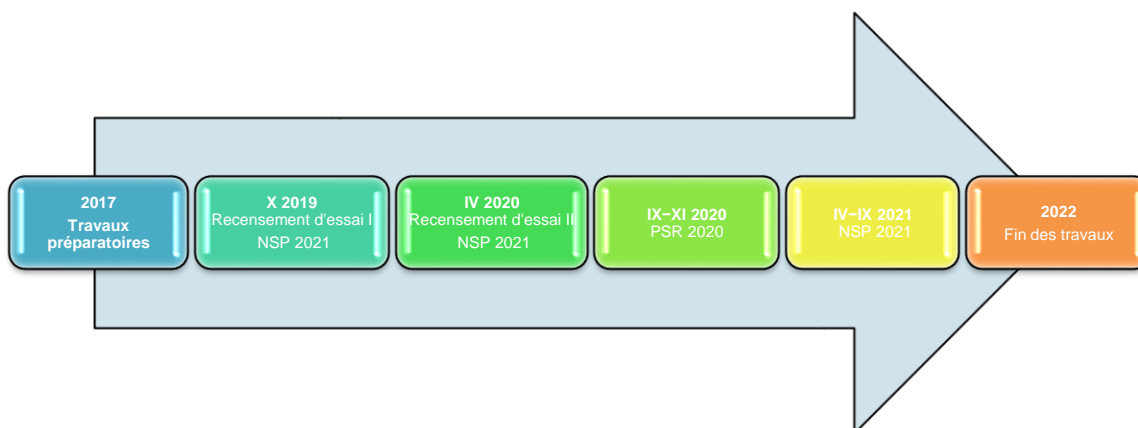 2017
Travaux
préparatoires
X 2019
Recensement d'essai I
NSP 2021
IV 2020
Recensement d'essai II
NSP 2021
IX–XI 2020
PSR 2020
IV–IX 2021
NSP 2021
2022
Fin des travaux